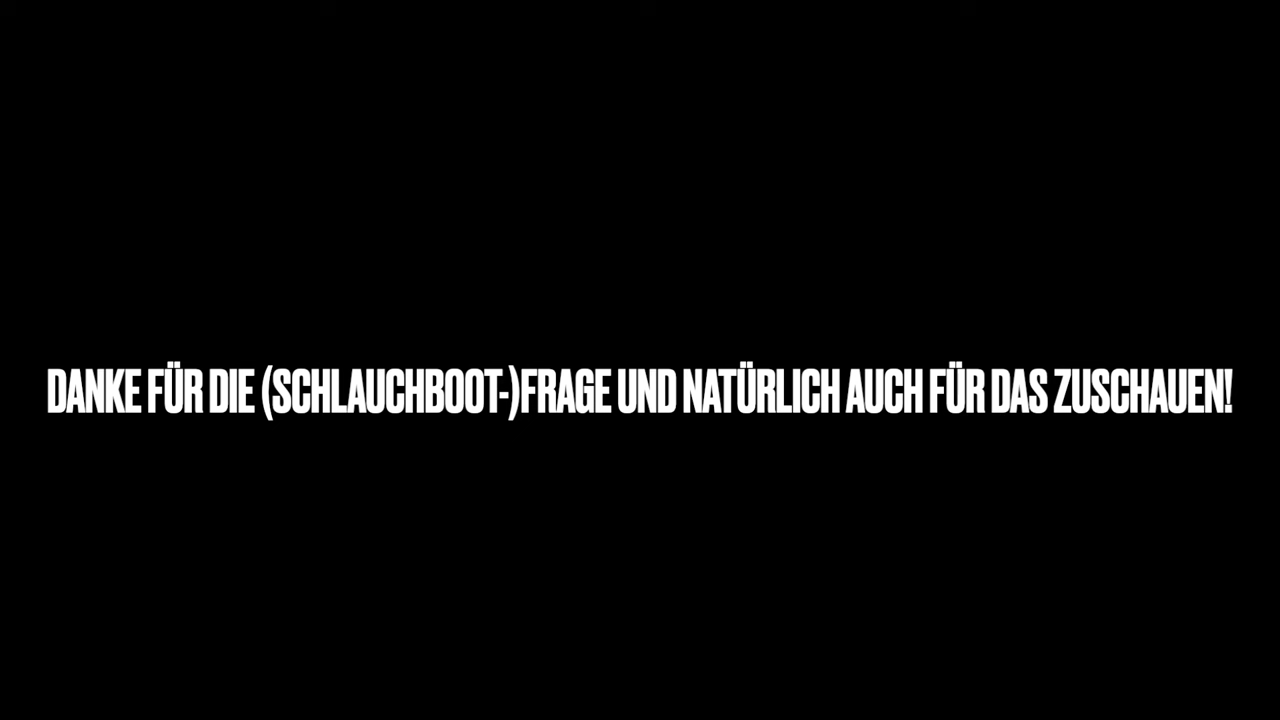 DANKE FÜR DIE (SCHLAUCHBOOT-)FRAGE UND NATÜRLICH AUCH FÜR DAS ZUSCHAUEN!